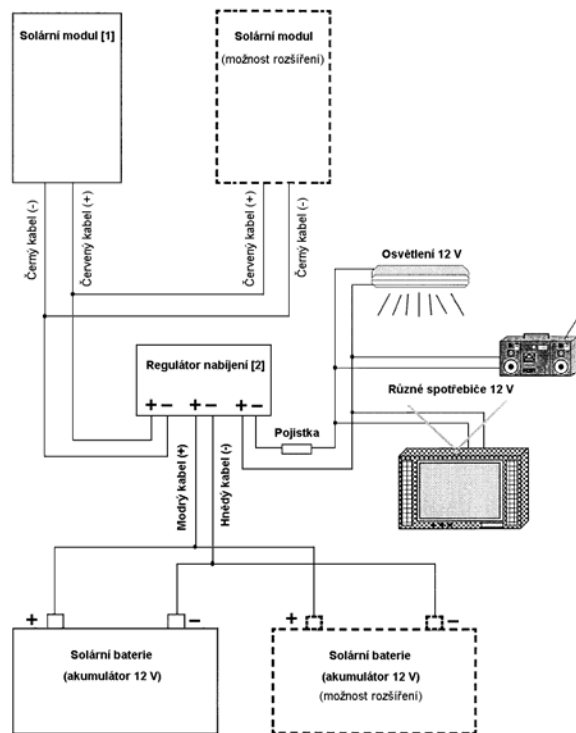 Solární modul [1]
Solární modul
(možnost rozšíření)
Černý kabel (-)
Červený kabel (+)
Červený kabel (+)
Černý kabel (-)
Osvětlení 12 V
Regulátor nabíjení [2]
+ − + − + −
Různé spotřebiče 12 V
Pojistka
Modrý kabel (+)
Hnědý kabel (-)
+ −
+ −
Solární baterie
(akumulátor 12 V)
Solární baterie
(akumulátor 12 V)
(možnost rozšíření)